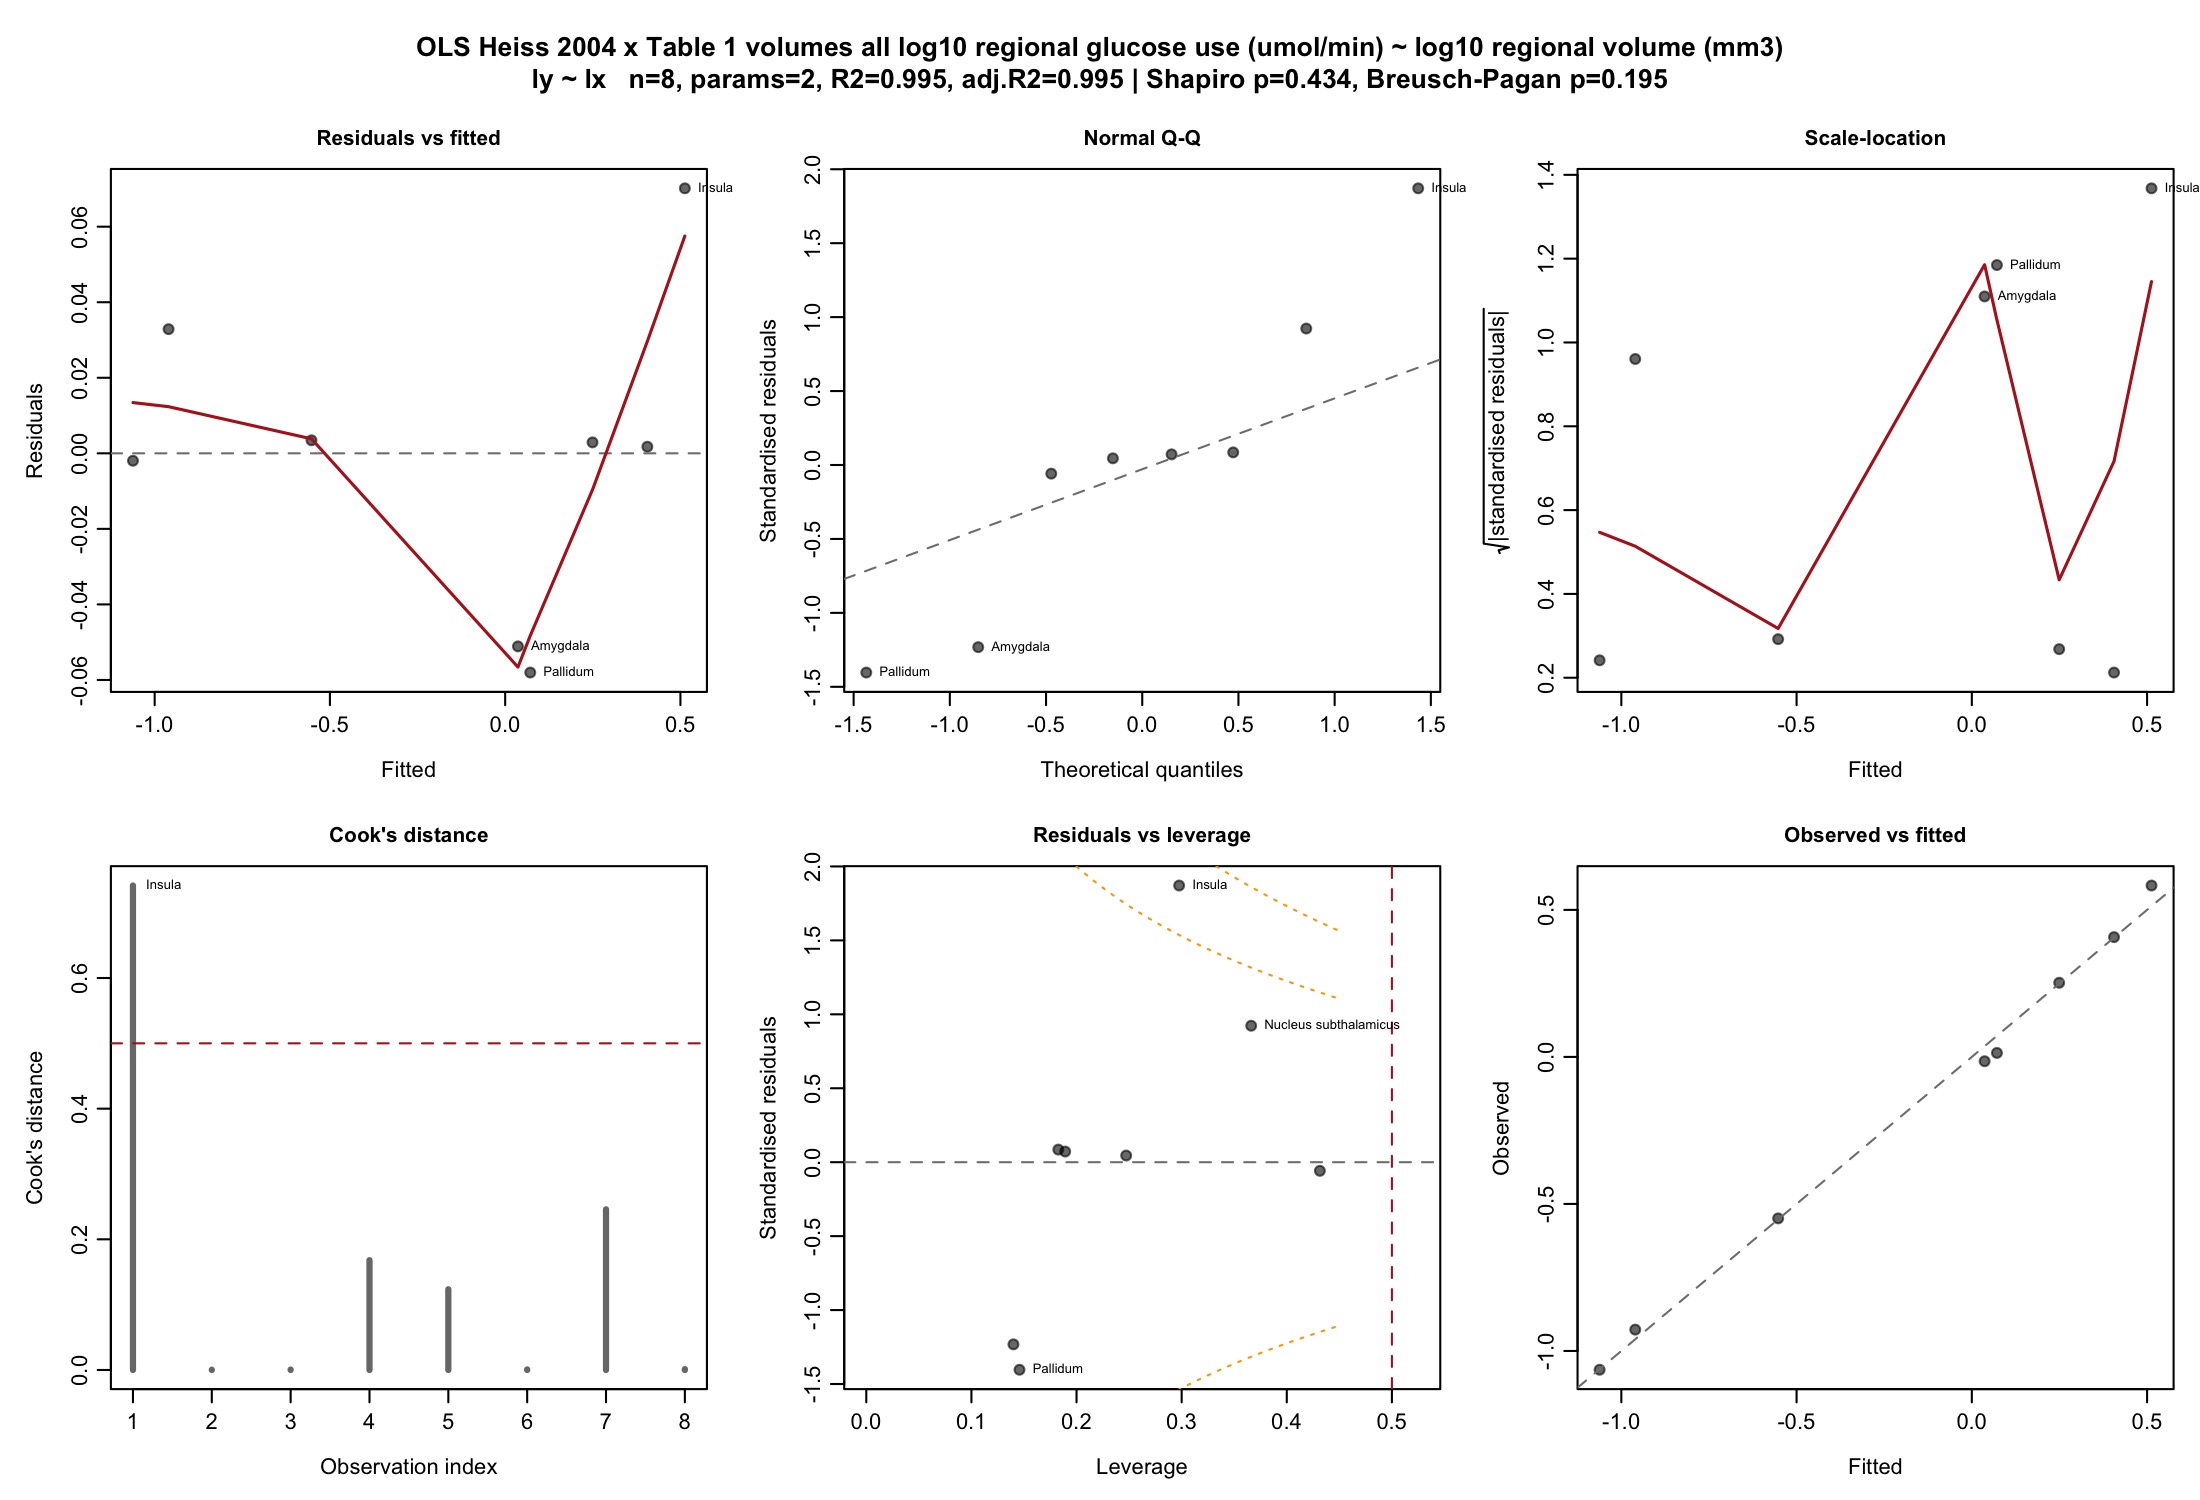 OLS Heiss 2004 x Table 1 volumes all log10 regional glucose use (umol/min) ~ log10 regional volume (mm3)
ly ~ lx   n=8, params=2, R2=0.995, adj.R2=0.995 | Shapiro p=0.434, Breusch-Pagan p=0.195
Residuals vs fitted
Residuals
0.06
0.04
0.02
0.00
-0.02
-0.04
-0.06
Insula
Amygdala
Pallidum
-1.0 -0.5 0.0 0.5
Fitted
Normal Q-Q
Standardised residuals
2.0
1.5
1.0
0.5
0.0
-0.5
-1.0
-1.5
Insula
Amygdala
Pallidum
-1.5 -1.0 -0.5 0.0 0.5 1.0 1.5
Theoretical quantiles
Scale-location
√|standardised residuals|
1.4
1.2
1.0
0.8
0.6
0.4
0.2
Insula
Pallidum
Amygdala
-1.0 -0.5 0.0 0.5
Fitted
Cook's distance
Cook's distance
0.6
0.4
0.2
0.0
Insula
1 2 3 4 5 6 7 8
Observation index
Residuals vs leverage
Standardised residuals
2.0
1.5
1.0
0.5
0.0
-0.5
-1.0
-1.5
Insula
Nucleus subthalamicus
Pallidum
0.0 0.1 0.2 0.3 0.4 0.5
Leverage
Observed vs fitted
Observed
0.5
0.0
-0.5
-1.0
-1.0 -0.5 0.0 0.5
Fitted